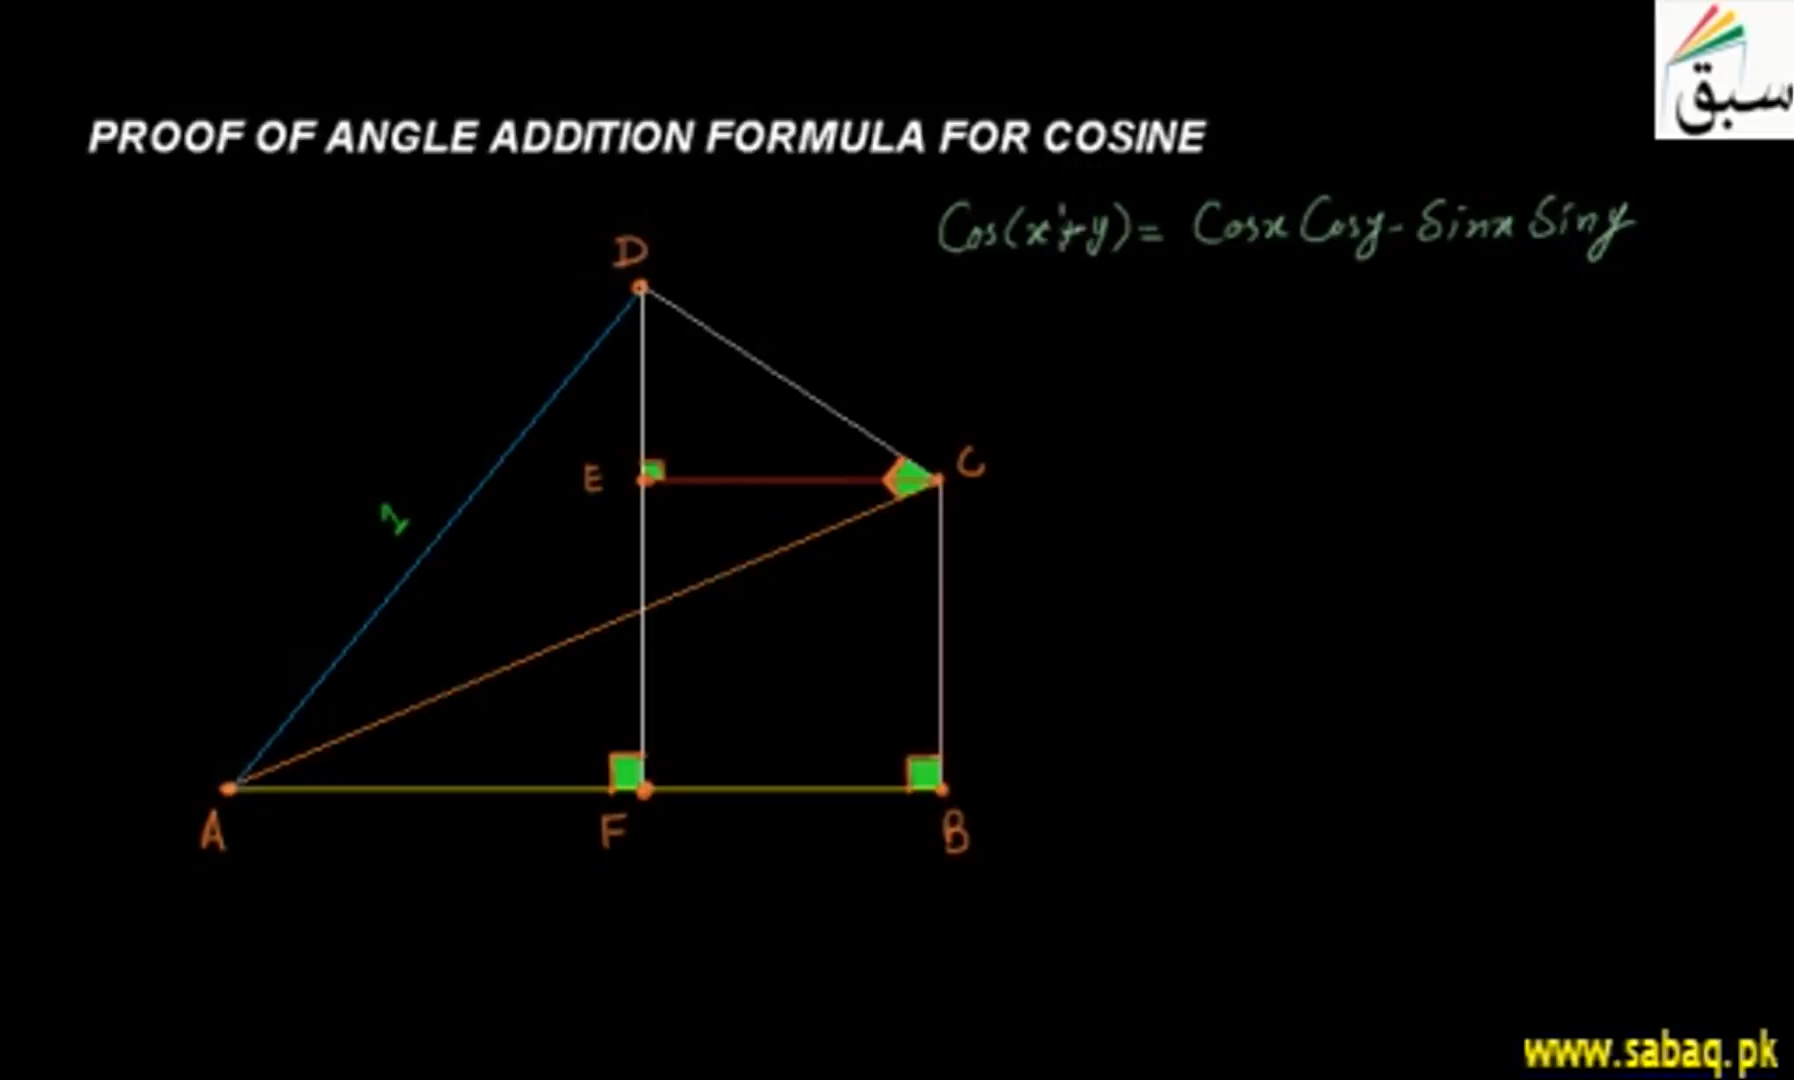 سبق
PROOF OF ANGLE ADDITION FORMULA FOR COSINE
Cos(x+y) = Cosx Cosy - Sinx Siny
D
E
C
1
A
F
B
www.sabaq.pk